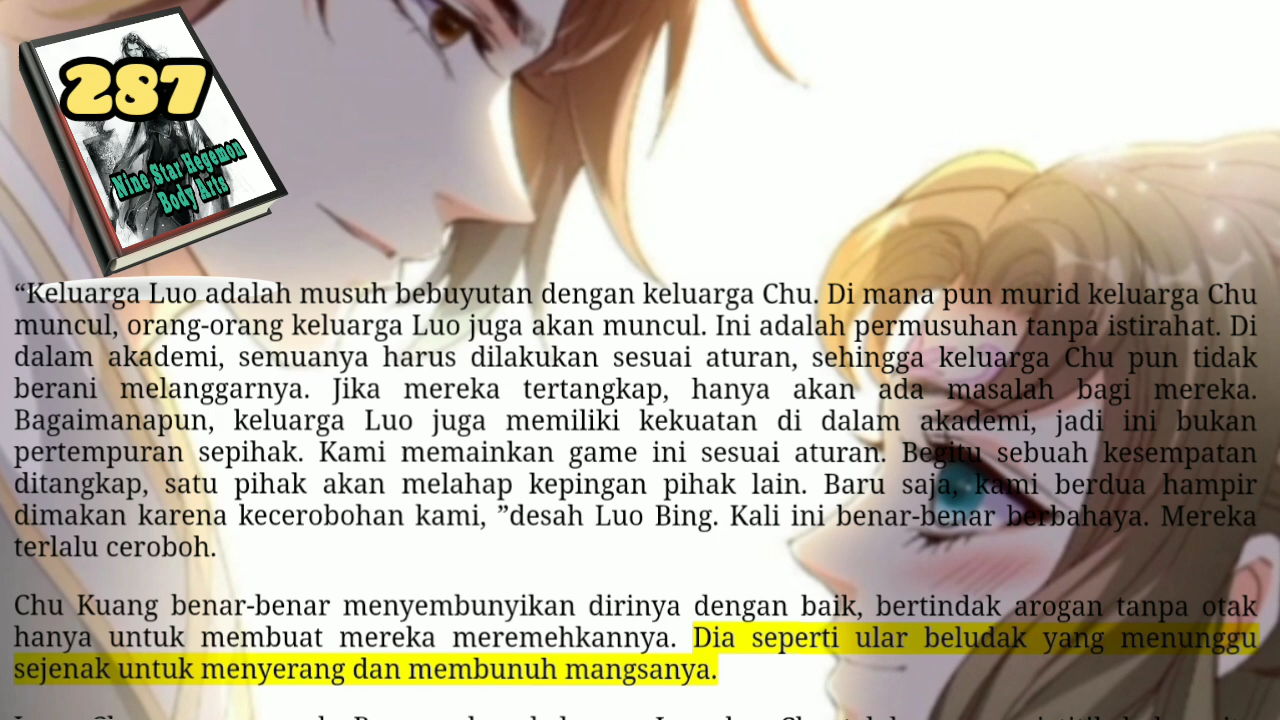 287
Nine Star Hegemon
Body Arts
“Keluarga Luo adalah musuh bebuyutan dengan keluarga Chu. Di mana pun murid keluarga Chu
muncul, orang-orang keluarga Luo juga akan muncul. Ini adalah permusuhan tanpa istirahat. Di
dalam akademi, semuanya harus dilakukan sesuai aturan, sehingga keluarga Chu pun tidak
berani melanggarnya. Jika mereka tertangkap, hanya akan ada masalah bagi mereka.
Bagaimanapun, keluarga Luo juga memiliki kekuatan di dalam akademi, jadi ini bukan
pertempuran sepihak. Kami memainkan game ini sesuai aturan. Begitu sebuah kesempatan
ditangkap, satu pihak akan melahap kepingan pihak lain. Baru saja, kami berdua hampir
dimakan karena kecerobohan kami, ”desah Luo Bing. Kali ini benar-benar berbahaya. Mereka
terlalu ceroboh.
Chu Kuang benar-benar menyembunyikan dirinya dengan baik, bertindak arogan tanpa otak
hanya untuk membuat mereka meremehkannya. Dia seperti ular beludak yang menunggu
sejenak untuk menyerang dan membunuh mangsanya.